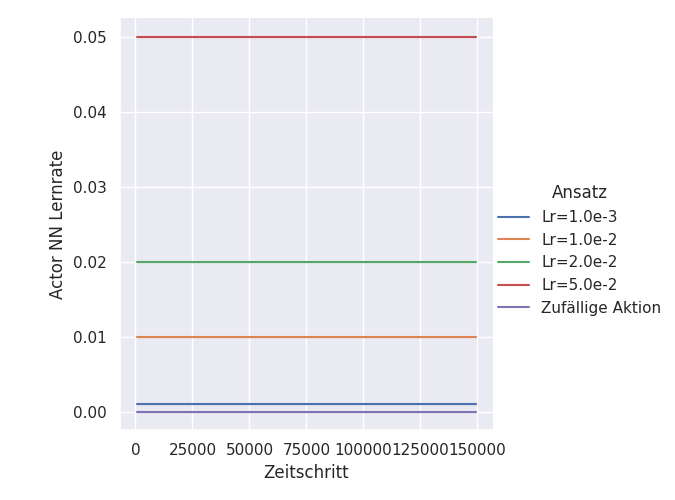 0.05
0.04
0.03
0.02
0.01
0.00
Actor NN Lernrate
0 25000 50000 75000 100000 125000 150000
Zeitschritt
Ansatz
Lr=1.0e-3
Lr=1.0e-2
Lr=2.0e-2
Lr=5.0e-2
Zufällige Aktion